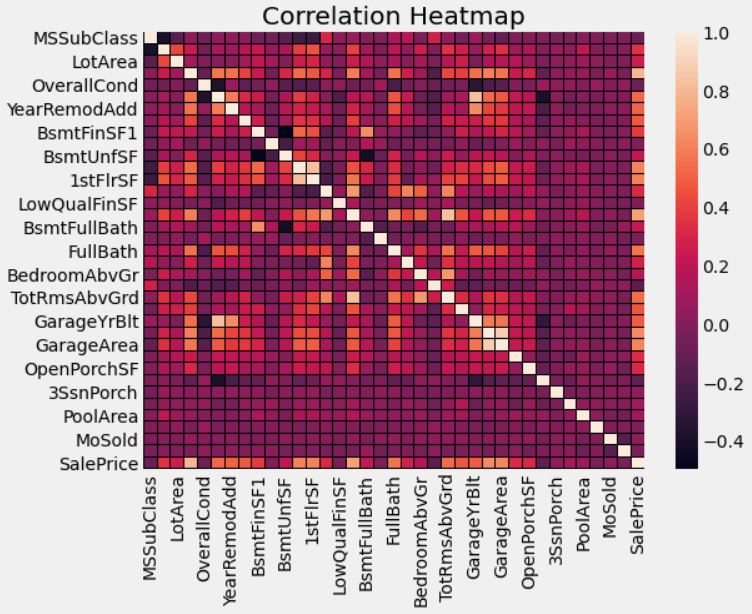 Correlation Heatmap
MSSubClass
LotArea
OverallCond
YearRemodAdd
BsmtFinSF1
BsmtUnfSF
1stFlrSF
LowQualFinSF
BsmtFullBath
FullBath
BedroomAbvGr
TotRmsAbvGrd
GarageYrBlt
GarageArea
OpenPorchSF
3SsnPorch
PoolArea
MoSold
SalePrice
MSSubClass
LotArea
OverallCond
YearRemodAdd
BsmtFinSF1
BsmtUnfSF
1stFlrSF
LowQualFinSF
BsmtFullBath
FullBath
BedroomAbvGr
TotRmsAbvGrd
GarageYrBlt
GarageArea
OpenPorchSF
3SsnPorch
PoolArea
MoSold
SalePrice
1.0
0.8
0.6
0.4
0.2
0.0
−0.2
−0.4